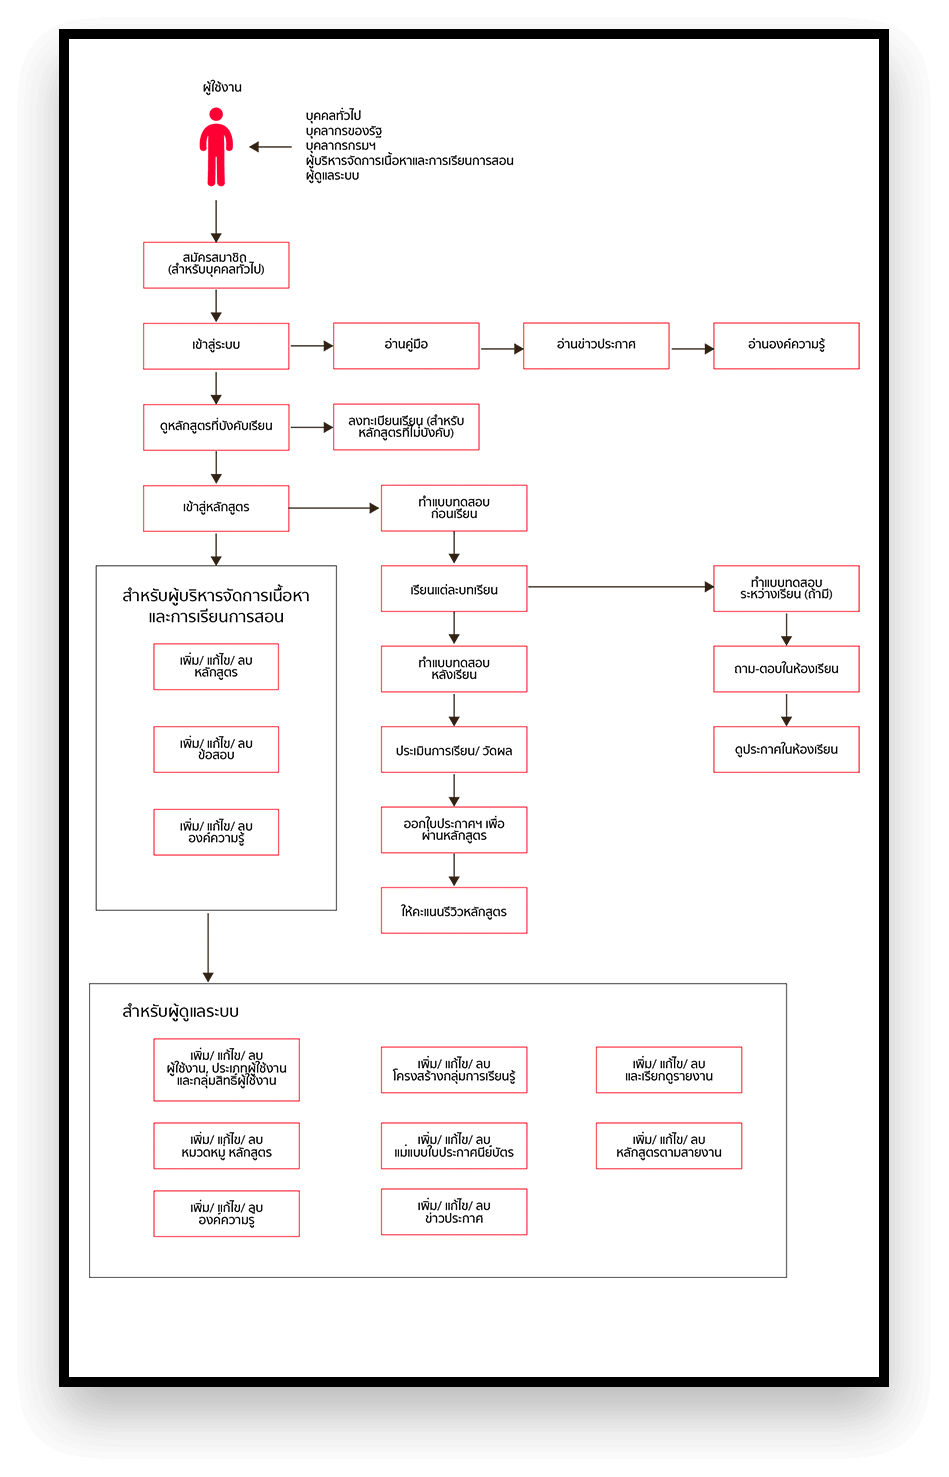 ผู้ใช้งาน
บุคคลทั่วไป
บุคลากรของรัฐ
บุคลากรกรมฯ
ผู้บริหารจัดการเนื้อหาและการเรียนการสอน
ผู้ดูแลระบบ
สมัครสมาชิก
(สำหรับบุคคลทั่วไป)
เข้าสู่ระบบ
อ่านคู่มือ
อ่านข่าวประกาศ
อ่านองค์ความรู้
ดูหลักสูตรที่บังคับเรียน
ลงทะเบียนเรียน (สำหรับ
หลักสูตรที่ไม่บังคับ)
เข้าสู่หลักสูตร
ทำแบบทดสอบ
ก่อนเรียน
เรียนแต่ละบทเรียน
ทำแบบทดสอบ
ระหว่างเรียน (ถ้ามี)
ทำแบบทดสอบ
หลังเรียน
ถาม-ตอบในห้องเรียน
ประเมินการเรียน/ วัดผล
ดูประกาศในห้องเรียน
ออกใบประกาศฯ เพื่อ
ผ่านหลักสูตร
ให้คะแนนรีวิวหลักสูตร
สำหรับผู้บริหารจัดการเนื้อหา
และการเรียนการสอน
เพิ่ม/ แก้ไข/ ลบ
หลักสูตร
เพิ่ม/ แก้ไข/ ลบ
ข้อสอบ
เพิ่ม/ แก้ไข/ ลบ
องค์ความรู้
สำหรับผู้ดูแลระบบ
เพิ่ม/ แก้ไข/ ลบ
ผู้ใช้งาน, ประเภทผู้ใช้งาน
และกลุ่มสิทธิ์ผู้ใช้งาน
เพิ่ม/ แก้ไข/ ลบ
โครงสร้างกลุ่มการเรียนรู้
เพิ่ม/ แก้ไข/ ลบ
และเรียกดูรายงาน
เพิ่ม/ แก้ไข/ ลบ
หมวดหมู่ หลักสูตร
เพิ่ม/ แก้ไข/ ลบ
แม่แบบใบประกาศนียบัตร
เพิ่ม/ แก้ไข/ ลบ
หลักสูตรตามสายงาน
เพิ่ม/ แก้ไข/ ลบ
องค์ความรู้
เพิ่ม/ แก้ไข/ ลบ
ข่าวประกาศ